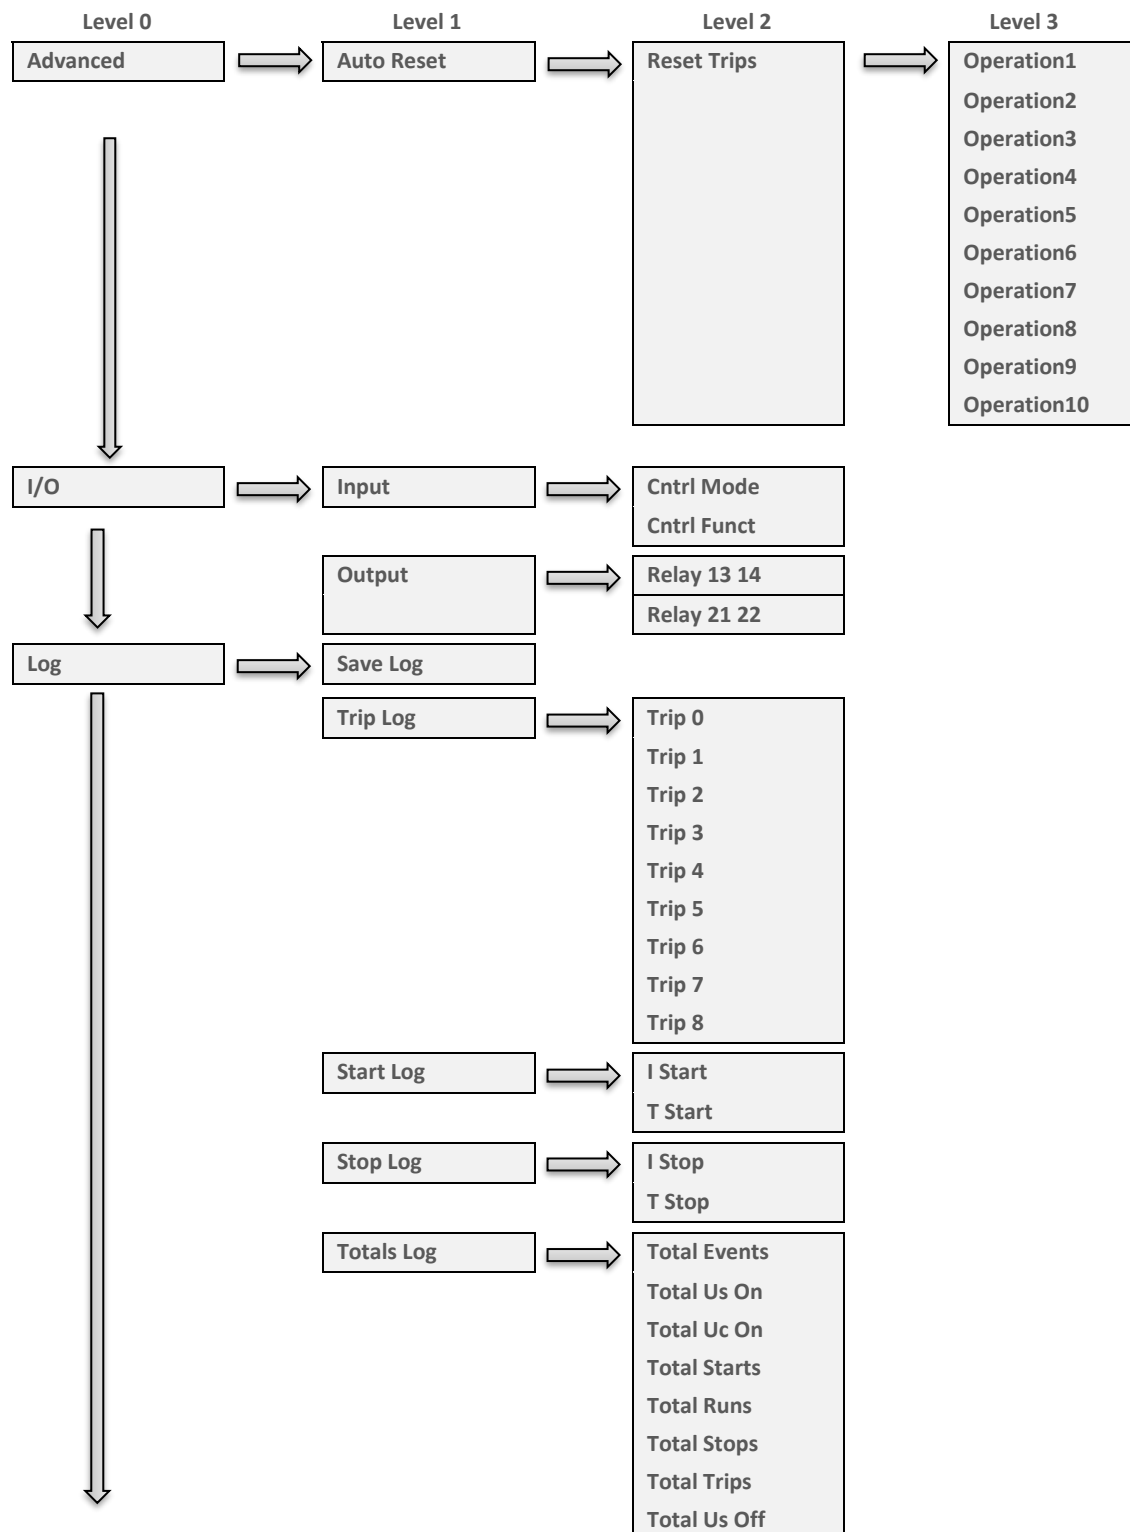 Level 0 Level 1 Level 2 Level 3
Advanced Auto Reset Reset Trips Operation1
Operation2
Operation3
Operation4
Operation5
Operation6
Operation7
Operation8
Operation9
Operation10
I/O Input Cntrl Mode
Cntrl Funct
Output Relay 13 14
Relay 21 22
Log Save Log
Trip Log Trip 0
Trip 1
Trip 2
Trip 3
Trip 4
Trip 5
Trip 6
Trip 7
Trip 8
Start Log I Start
T Start
Stop Log I Stop
T Stop
Totals Log Total Events
Total Us On
Total Uc On
Total Starts
Total Runs
Total Stops
Total Trips
Total Us Off